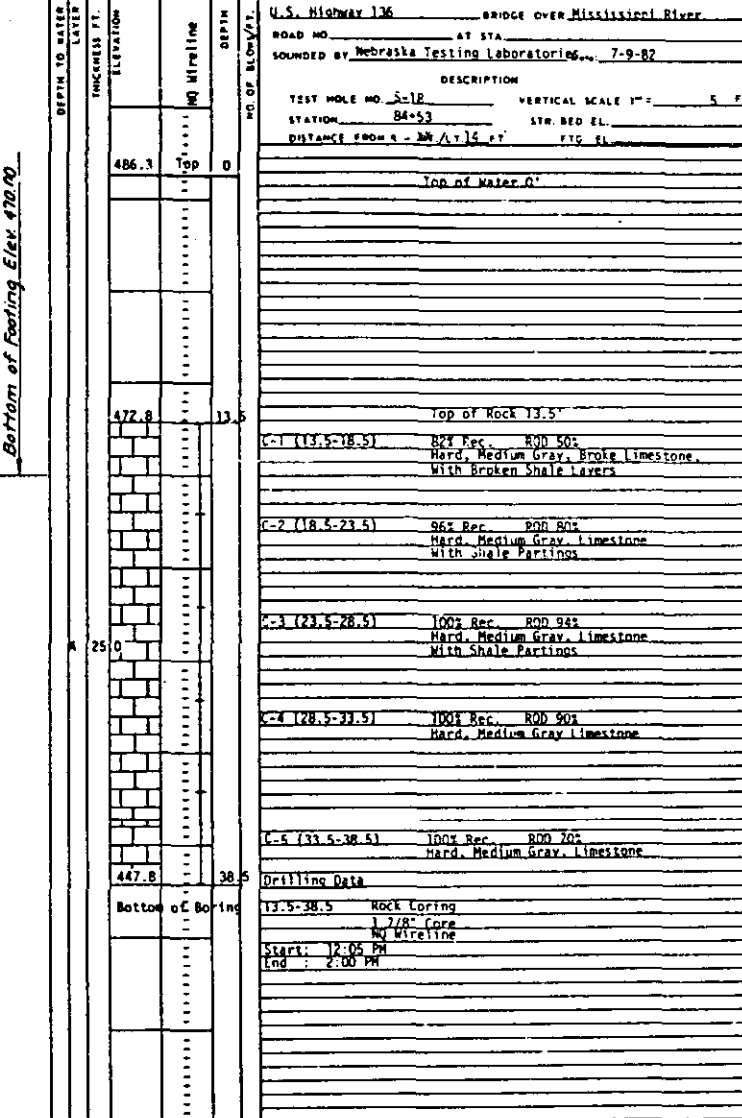 U.S. Highway 136 BRIDGE OVER Mississippi River
ROAD NO. AT STA.
SOUNDED BY Nebraska Testing Laboratories 7-9-82
DESCRIPTION
TEST HOLE NO. S-18 VERTICAL SCALE 1" = 5 F
STATION 84+53 STR. BED EL.
DISTANCE FROM LT 14 FT FTG EL.
DEPTH TO WATER
LAYER
THICKNESS FT.
ELEVATION
NQ Wireline
DEPTH
NO. OF BLOWS/FT.
486.3 Top 0
Top of Water 0'
Bottom of Footing Elev. 470.00
472.8 13.5
Top of Rock 13.5'
C-1 (13.5-18.5) 82% Rec. RQD 50%
Hard, Medium Gray, Broke Limestone,
With Broken Shale Layers
C-2 (18.5-23.5) 96% Rec. RQD 80%
Hard, Medium Gray, Limestone
With Shale Partings
C-3 (23.5-28.5) 100% Rec. RQD 94%
Hard, Medium Gray, Limestone
With Shale Partings
A 25.0
C-4 (28.5-33.5) 100% Rec. RQD 90%
Hard, Medium Gray Limestone
C-5 (33.5-38.5) 100% Rec. RQD 70%
Hard, Medium Gray, Limestone
447.8 38.5
Drilling Data
Bottom of Boring
13.5-38.5 Rock Coring
1 7/8" Core
NQ Wireline
Start: 12:05 PM
End : 2:00 PM